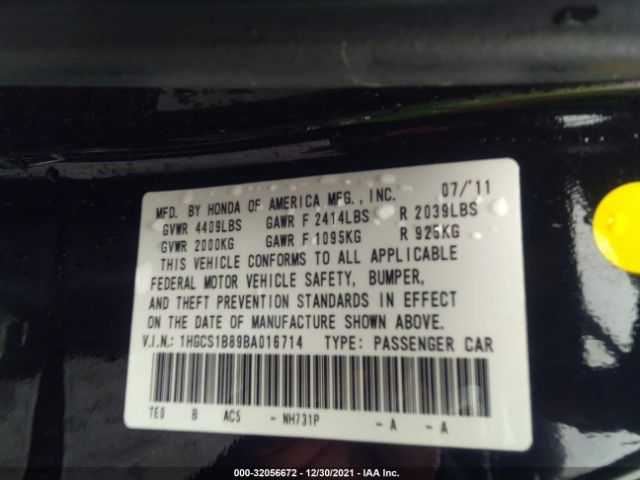 MFD. BY HONDA OF AMERICA MFG., INC. 07/'11
GVWR 4409LBS GAWR F 2414LBS R 2039LBS
GVWR 2000KG GAWR F 1095KG R 925KG
THIS VEHICLE CONFORMS TO ALL APPLICABLE
FEDERAL MOTOR VEHICLE SAFETY, BUMPER,
AND THEFT PREVENTION STANDARDS IN EFFECT
ON THE DATE OF MANUFACTURE SHOWN ABOVE.
V.I.N.: 1HGCS1B89BA016714 TYPE: PASSENGER CAR
TE0 B AC5 - NH731P - A - A
000-32056672 - 12/30/2021 - IAA Inc.